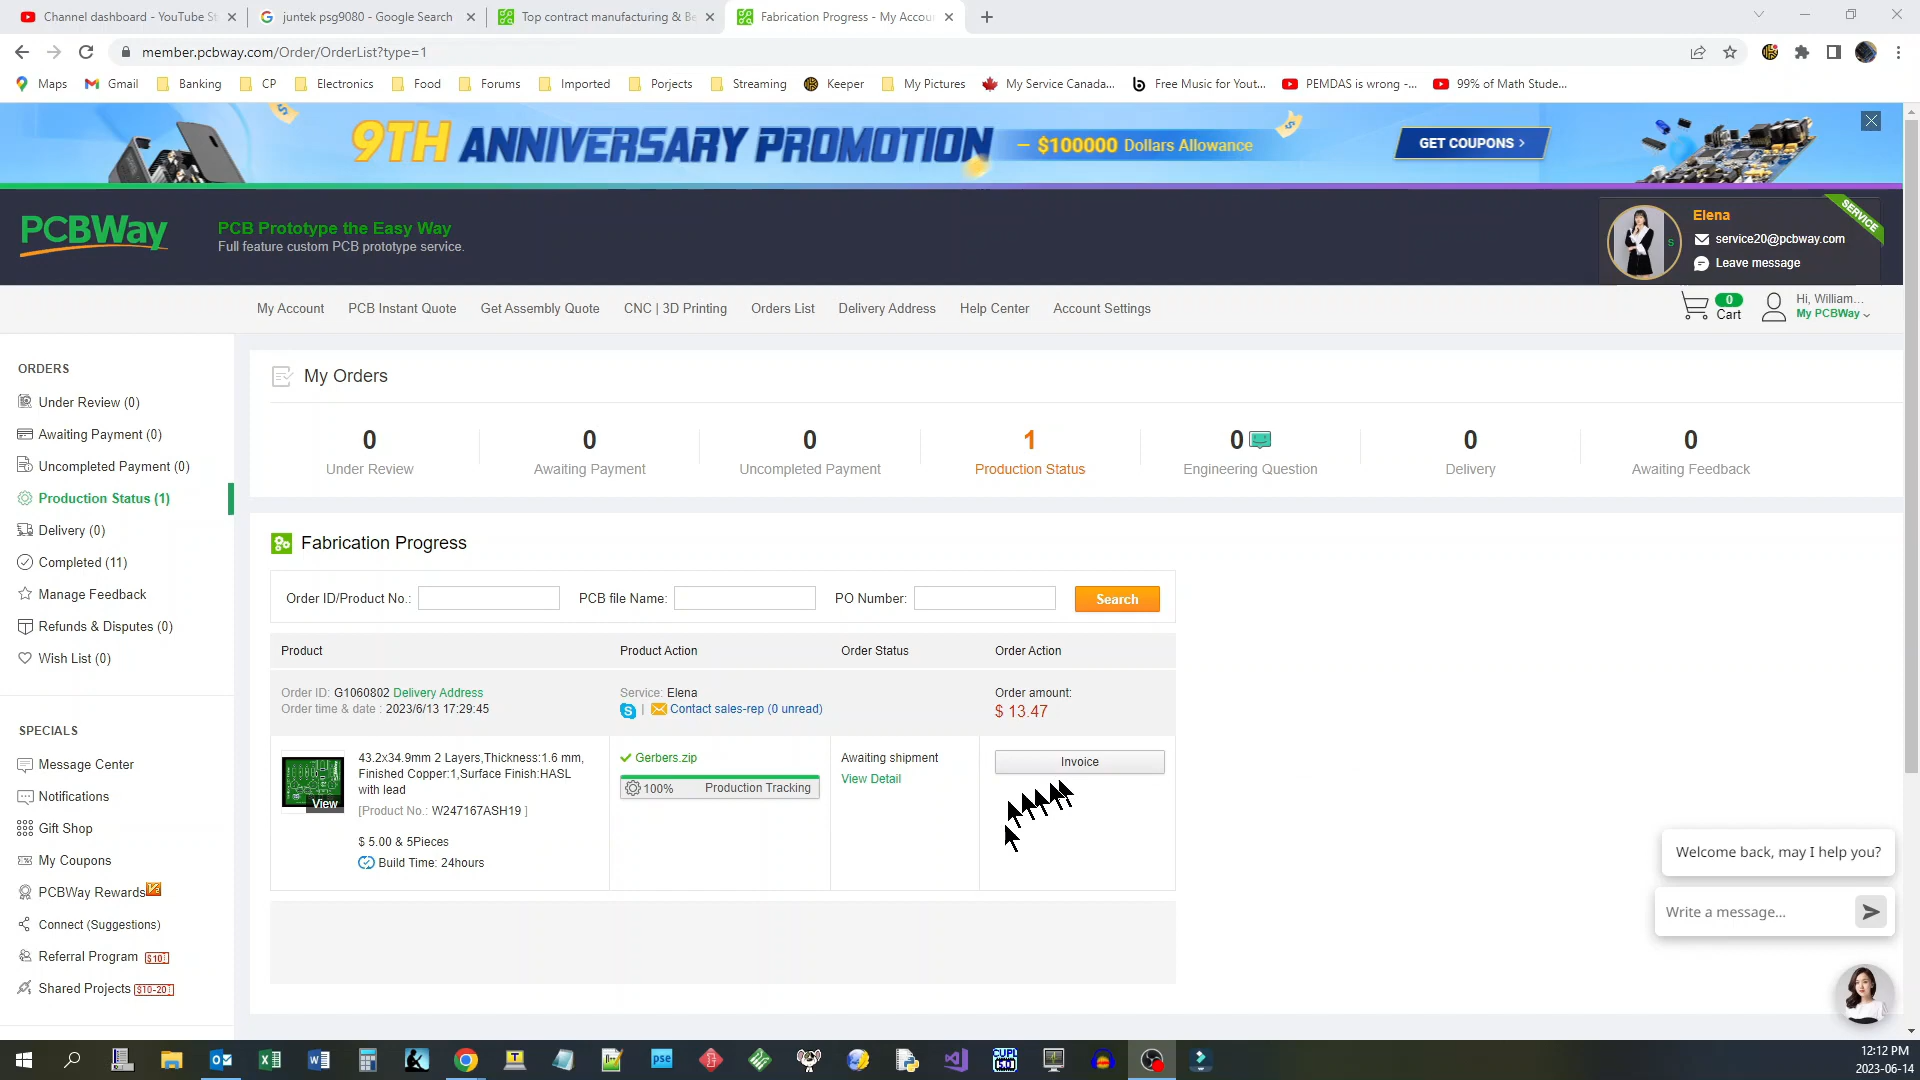 Channel dashboard - YouTube St
juntek psg9080 - Google Search
Top contract manufacturing & Be
Fabrication Progress - My Accou
member.pcbway.com/Order/OrderList?type=1
Maps
Gmail
Banking
CP
Electronics
Food
Forums
Imported
Porjects
Streaming
Keeper
My Pictures
My Service Canada...
Free Music for Yout...
PEMDAS is wrong -...
99% of Math Stude...
9TH ANNIVERSARY PROMOTION
– $100000 Dollars Allowance
GET COUPONS >
PCBWay
PCB Prototype the Easy Way
Full feature custom PCB prototype service.
Elena
service20@pcbway.com
Leave message
SERVICE
My Account
PCB Instant Quote
Get Assembly Quote
CNC | 3D Printing
Orders List
Delivery Address
Help Center
Account Settings
0
Cart
Hi, William...
My PCBWay
ORDERS
Under Review (0)
Awaiting Payment (0)
Uncompleted Payment (0)
Production Status (1)
Delivery (0)
Completed (11)
Manage Feedback
Refunds & Disputes (0)
Wish List (0)
SPECIALS
Message Center
Notifications
Gift Shop
My Coupons
PCBWay Rewards
Connect (Suggestions)
Referral Program
Shared Projects
My Orders
0
Under Review
0
Awaiting Payment
0
Uncompleted Payment
1
Production Status
0
Engineering Question
0
Delivery
0
Awaiting Feedback
Fabrication Progress
Order ID/Product No.:
PCB file Name:
PO Number:
Search
Product
Product Action
Order Status
Order Action
Order ID: G1060802 Delivery Address
Order time & date : 2023/6/13 17:29:45
Service: Elena
| Contact sales-rep (0 unread)
Order amount:
$ 13.47
View
43.2x34.9mm 2 Layers,Thickness:1.6 mm,
Finished Copper:1,Surface Finish:HASL
with lead
[Product No.: W247167ASH19 ]
$ 5.00 & 5Pieces
Build Time: 24hours
Gerbers.zip
100% Production Tracking
Awaiting shipment
View Detail
Invoice
Welcome back, may I help you?
Write a message...
pse
12:12 PM
2023-06-14